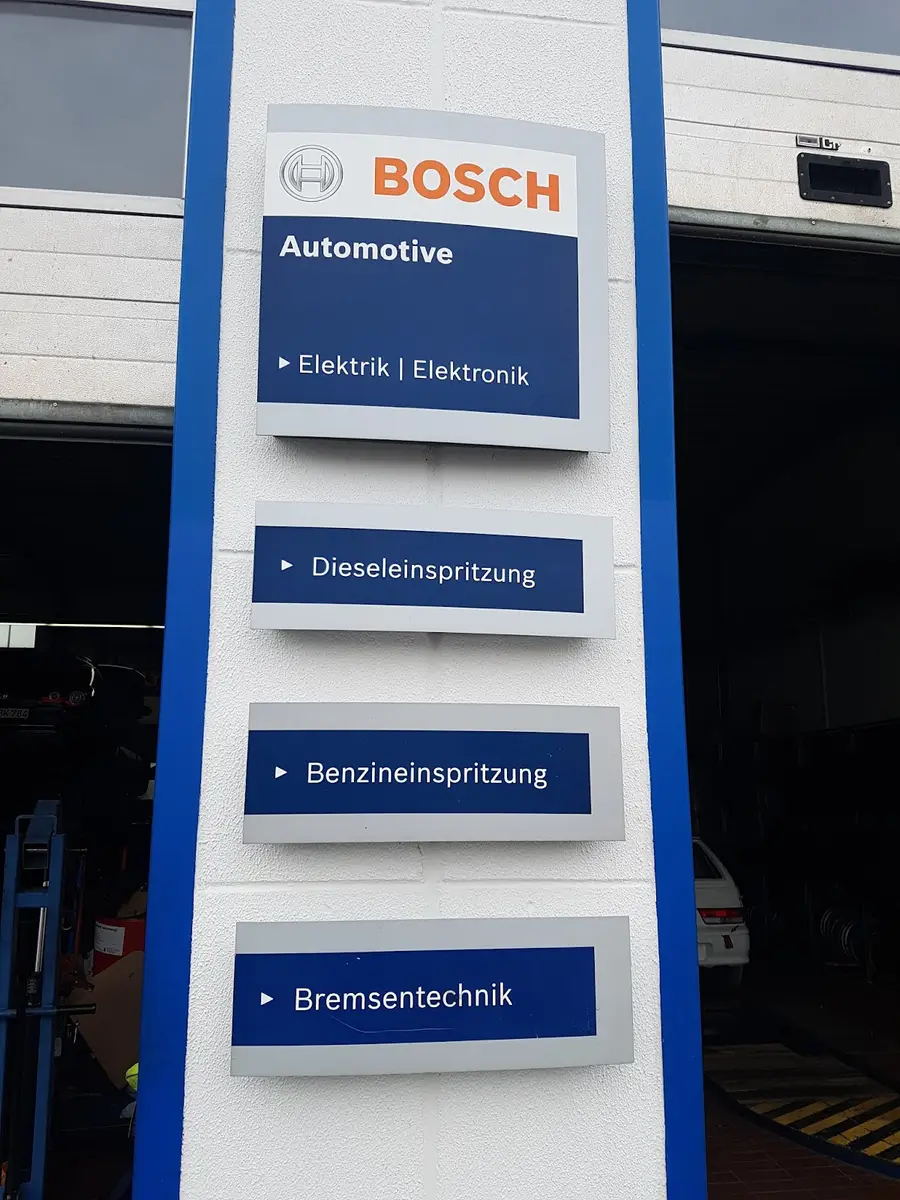 BOSCH
Automotive
▸ Elektrik | Elektronik
▸ Dieseleinspritzung
▸ Benzineinspritzung
▸ Bremsentechnik